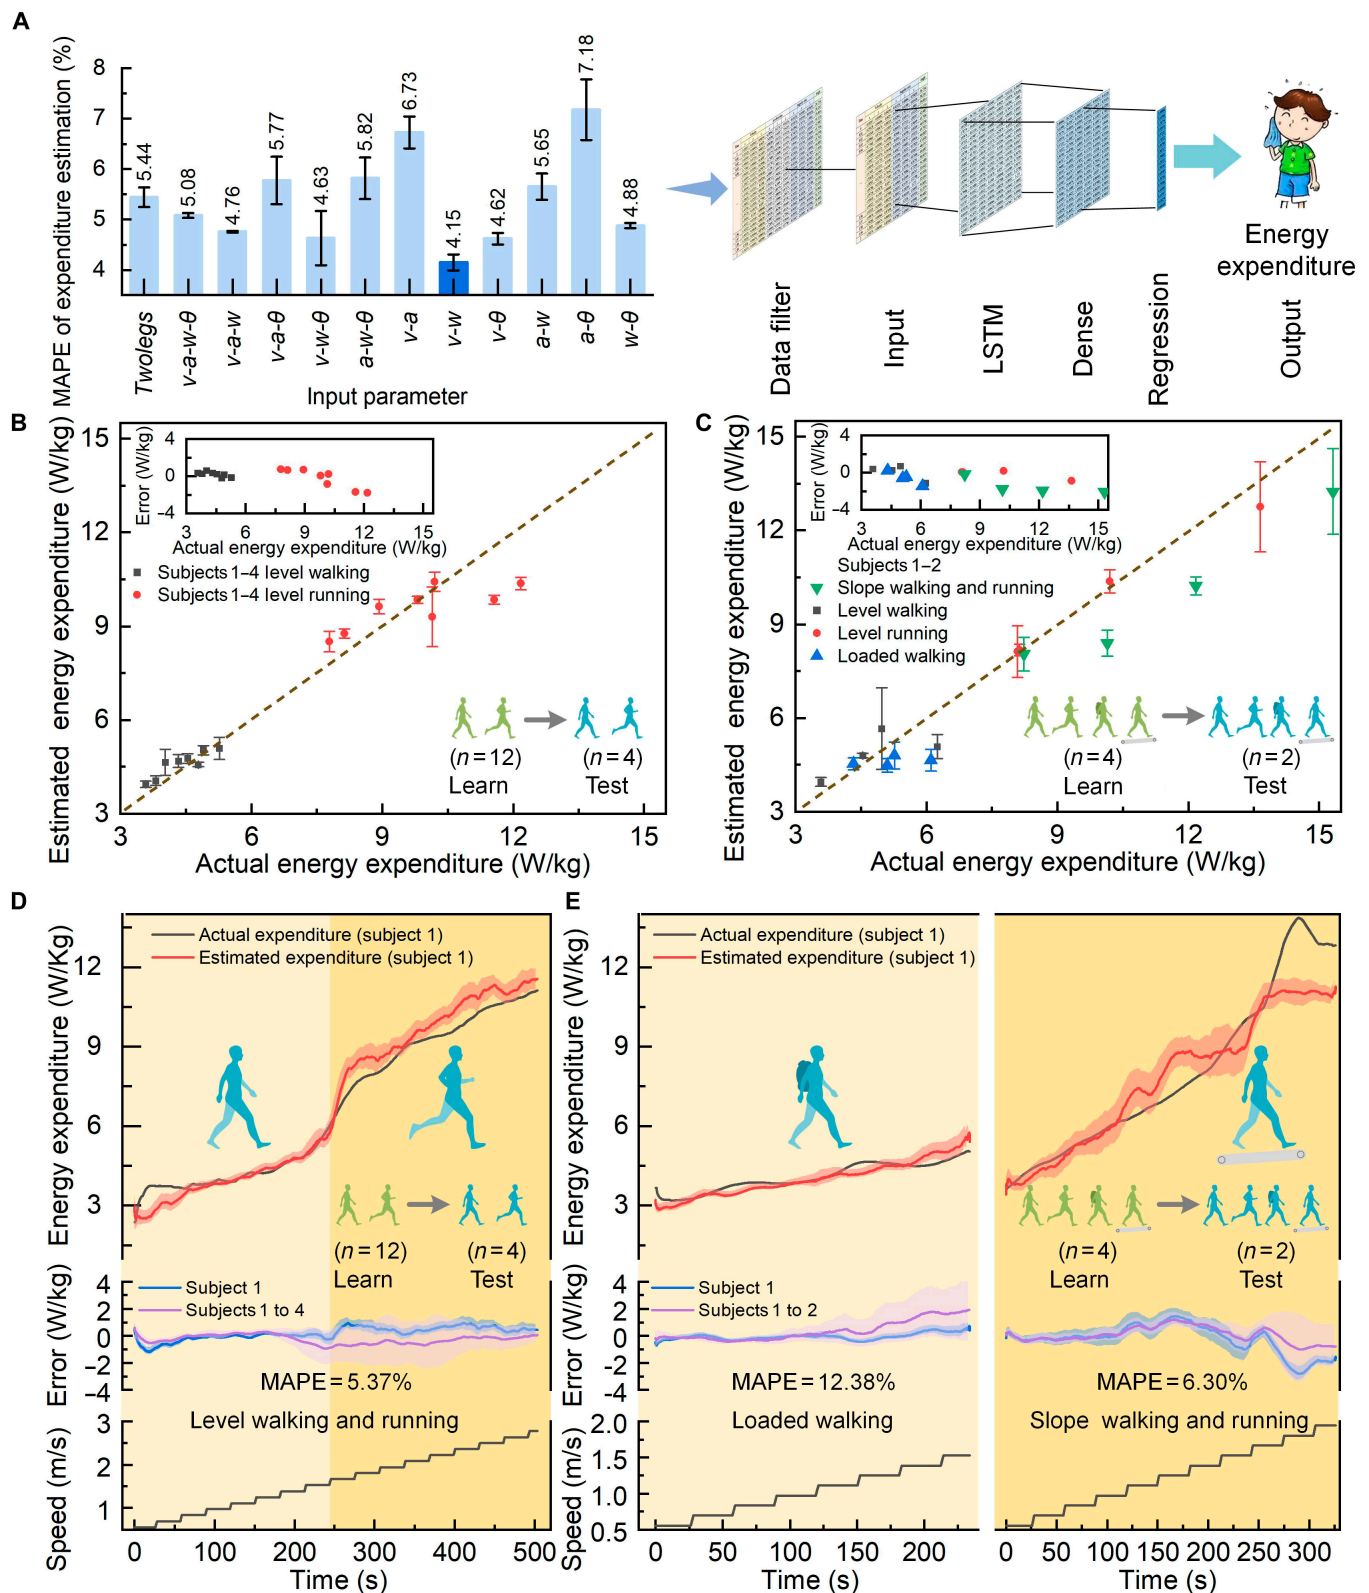 A
MAPE of expenditure estimation (%)
8
7
6
5
4
5.44
5.08
4.76
5.77
4.63
5.82
6.73
4.15
4.62
5.65
7.18
4.88
Twolegs
v-a-w-θ
v-a-w
v-a-θ
v-w-θ
a-w-θ
v-a
v-w
v-θ
a-w
a-θ
w-θ
Input parameter
Data filter
Input
LSTM
Dense
Regression
Output
Energy
expenditure
B
Estimated energy expenditure (W/kg)
15
12
9
6
3
3 6 9 12 15
Actual energy expenditure (W/kg)
Error (W/kg)
4
0
−4
3 6 9 12 15
Actual energy expenditure (W/kg)
Subjects 1–4 level walking
Subjects 1–4 level running
(n=12)
Learn
(n=4)
Test
C
Estimated energy expenditure (W/kg)
15
12
9
6
3
3 6 9 12 15
Actual energy expenditure (W/kg)
Error (W/kg)
4
0
−4
3 6 9 12 15
Actual energy expenditure (W/kg)
Subjects 1–2
Slope walking and running
Level walking
Level running
Loaded walking
(n=4)
Learn
(n=2)
Test
D
Energy expenditure (W/Kg)
12
9
6
3
Actual expenditure (subject 1)
Estimated expenditure (subject 1)
(n=12)
Learn
(n=4)
Test
Error (W/kg)
4
2
0
-2
-4
Subject 1
Subjects 1 to 4
MAPE=5.37%
Level walking and running
Speed (m/s)
3
2
1
0 100 200 300 400 500
Time (s)
E
Energy expenditure (W/Kg)
12
9
6
3
Actual expenditure (subject 1)
Estimated expenditure (subject 1)
(n=4)
Learn
(n=2)
Test
Error (W/kg)
4
2
0
-2
-4
Subject 1
Subjects 1 to 2
MAPE=12.38%
MAPE=6.30%
Loaded walking
Slope walking and running
Speed (m/s)
2.0
1.5
1.0
0.5
0 50 100 150 200
Time (s)
0 50 100 150 200 250 300
Time (s)